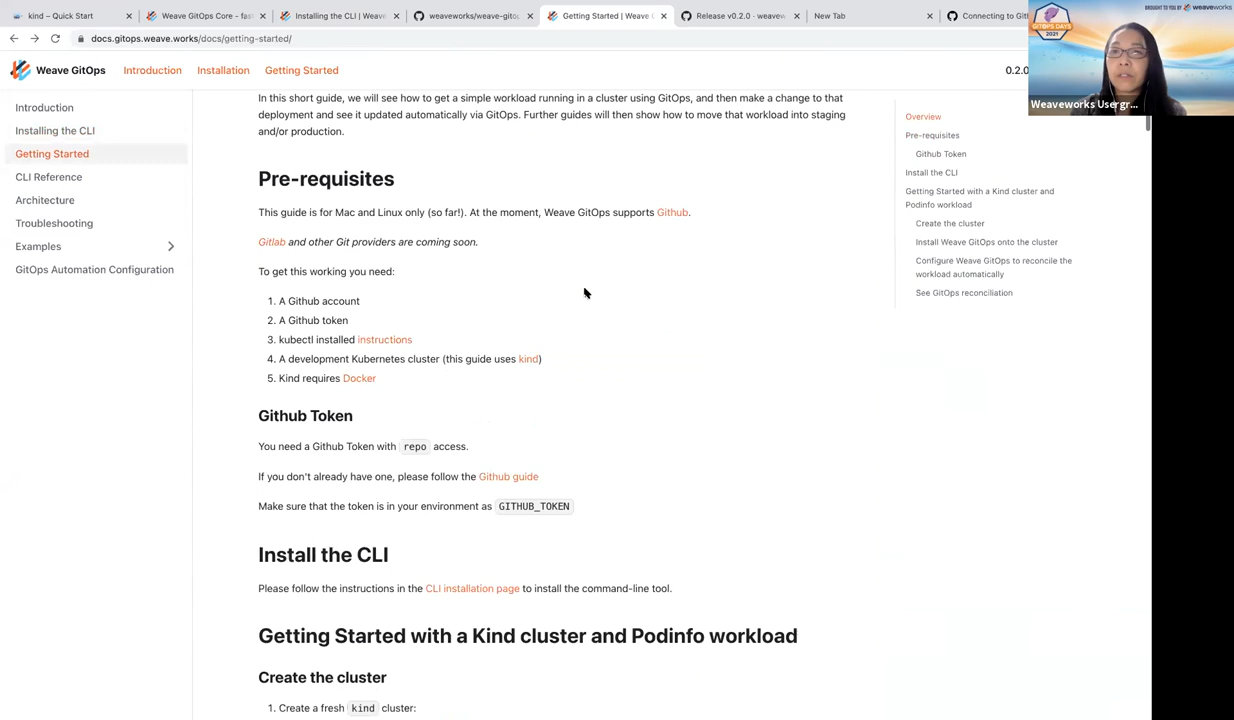 kind – Quick Start
Weave GitOps Core - fas
Installing the CLI | Weave
weaveworks/weave-gitop
Getting Started | Weave G
Release v0.2.0 · weavew
New Tab
Connecting to Git
docs.gitops.weave.works/docs/getting-started/
BROUGHT TO YOU BY weaveworks
GITOPS DAYS
2021
Weaveworks Usergr...
Weave GitOps
Introduction
Installation
Getting Started
0.2.0
Introduction
Installing the CLI
Getting Started
CLI Reference
Architecture
Troubleshooting
Examples
GitOps Automation Configuration
In this short guide, we will see how to get a simple workload running in a cluster using GitOps, and then make a change to that
deployment and see it updated automatically via GitOps. Further guides will then show how to move that workload into staging
and/or production.
Pre-requisites
This guide is for Mac and Linux only (so far!). At the moment, Weave GitOps supports Github.
Gitlab and other Git providers are coming soon.
To get this working you need:
1. A Github account
2. A Github token
3. kubectl installed instructions
4. A development Kubernetes cluster (this guide uses kind)
5. Kind requires Docker
Github Token
You need a Github Token with repo access.
If you don't already have one, please follow the Github guide
Make sure that the token is in your environment as GITHUB_TOKEN
Install the CLI
Please follow the instructions in the CLI installation page to install the command-line tool.
Getting Started with a Kind cluster and Podinfo workload
Create the cluster
1. Create a fresh kind cluster:
Overview
Pre-requisites
Github Token
Install the CLI
Getting Started with a Kind cluster and
Podinfo workload
Create the cluster
Install Weave GitOps onto the cluster
Configure Weave GitOps to reconcile the
workload automatically
See GitOps reconciliation